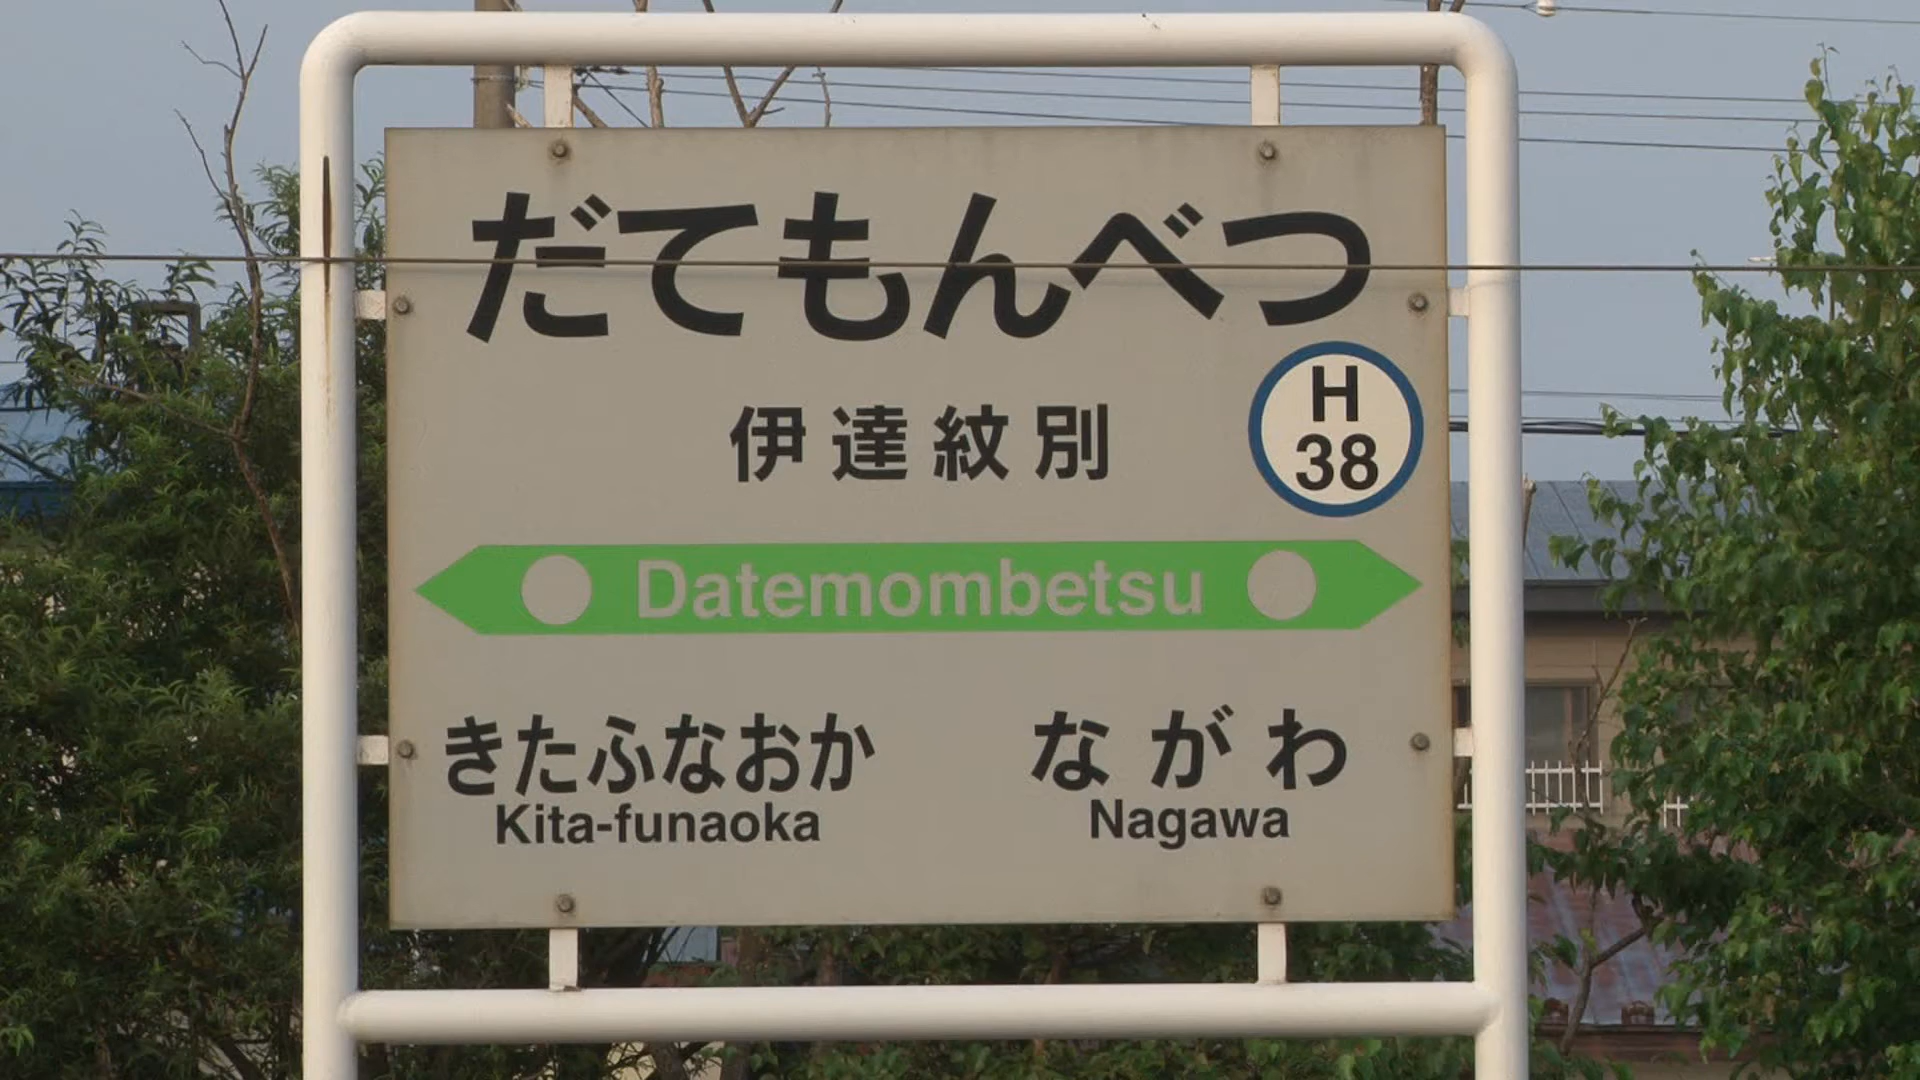 だてもんべつ
伊達紋別
H
38
Datemombetsu
きたふなおか
Kita-funaoka
ながわ
Nagawa